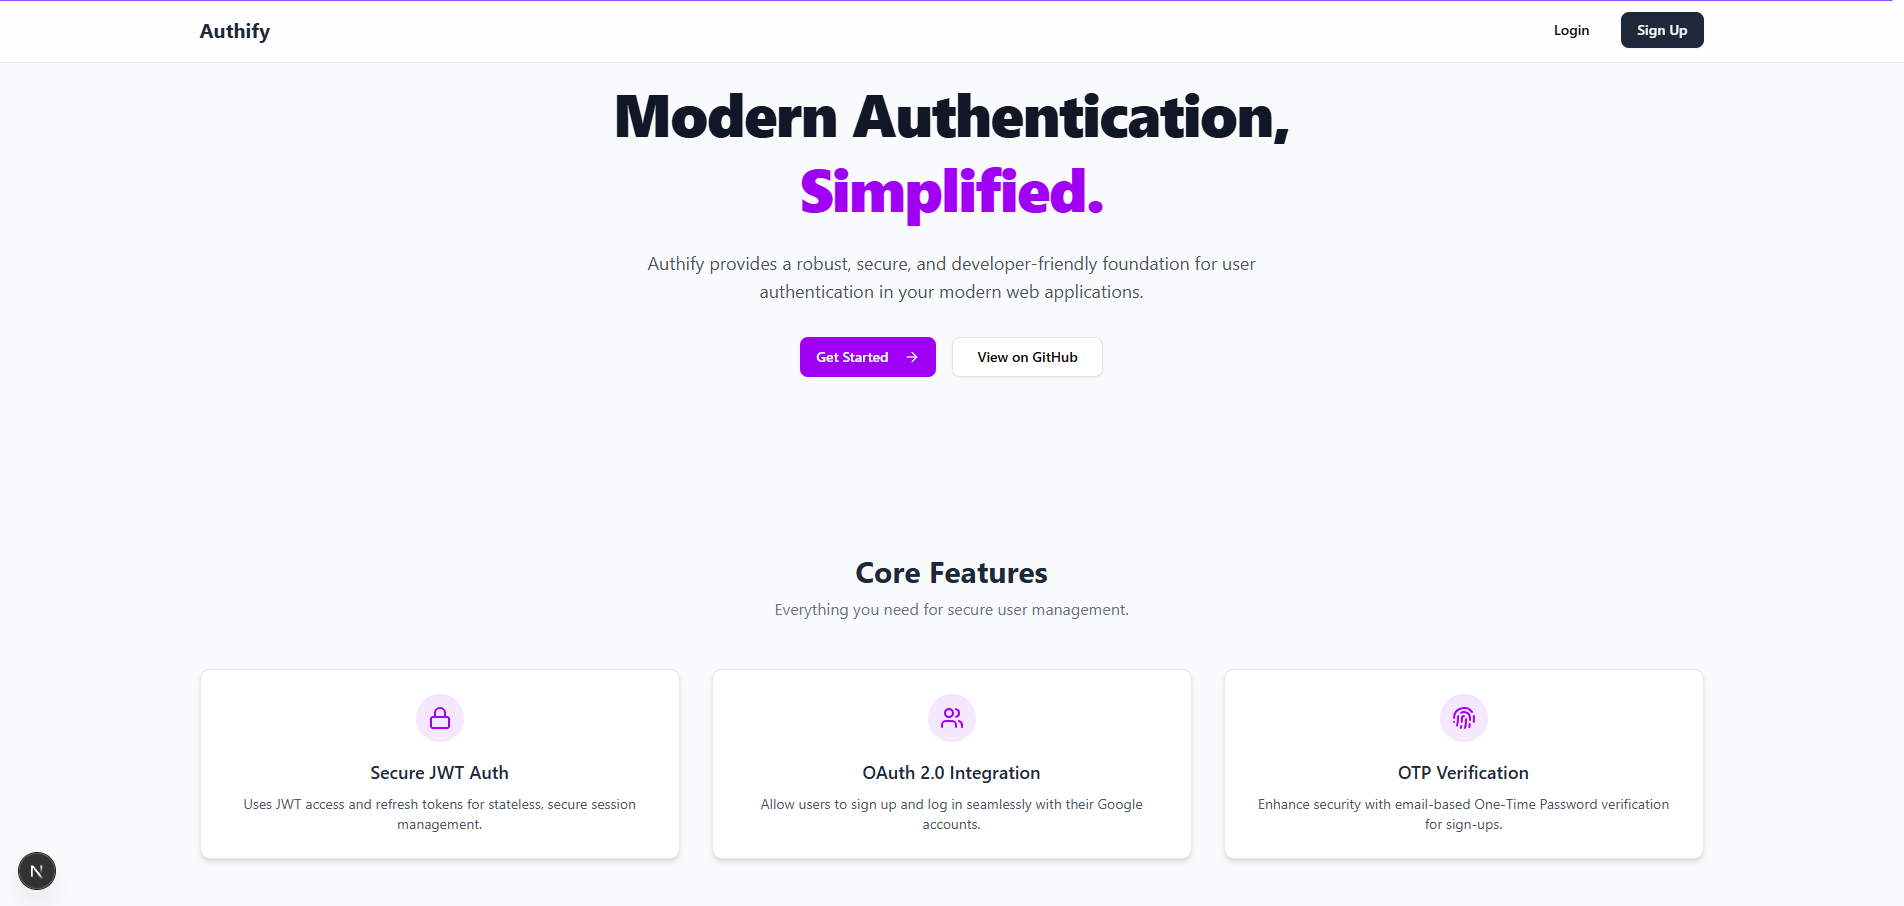 Authify
Login
Sign Up
Modern Authentication,
Simplified.
Authify provides a robust, secure, and developer-friendly foundation for user
authentication in your modern web applications.
Get Started
View on GitHub
Core Features
Everything you need for secure user management.
Secure JWT Auth
Uses JWT access and refresh tokens for stateless, secure session
management.
OAuth 2.0 Integration
Allow users to sign up and log in seamlessly with their Google
accounts.
OTP Verification
Enhance security with email-based One-Time Password verification
for sign-ups.
N